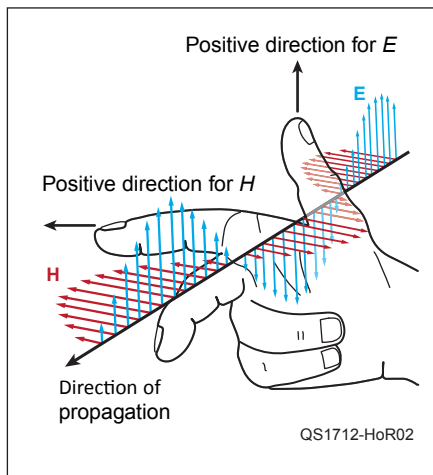 Positive direction for E
E
Positive direction for H
H
Direction of
propagation
QS1712-HoR02